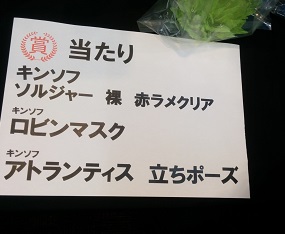 賞 当たり
キンソフ
ソルジャー 裸 赤ラメクリア
キンソフ
ロビンマスク
キンソフ
アトランティス 立ちポーズ